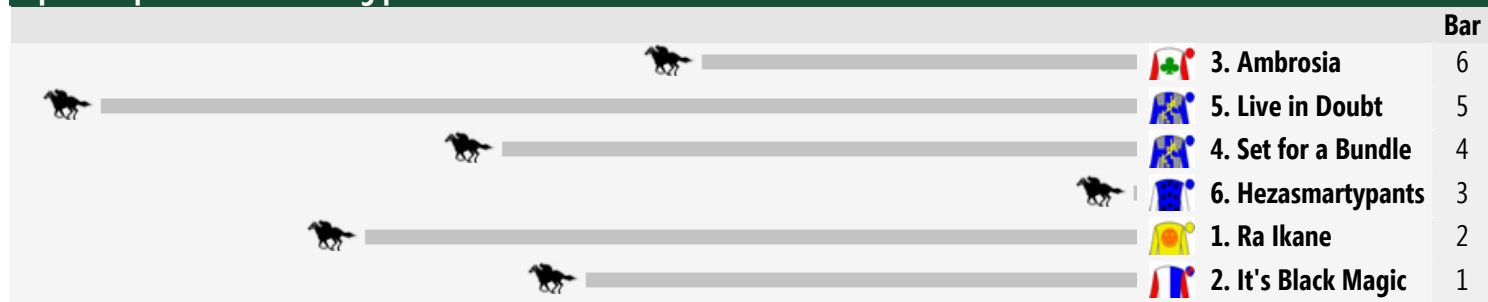 Bar
3. Ambrosia 6
5. Live in Doubt 5
4. Set for a Bundle 4
6. Hezasmartypants 3
1. Ra Ikane 2
2. It's Black Magic 1